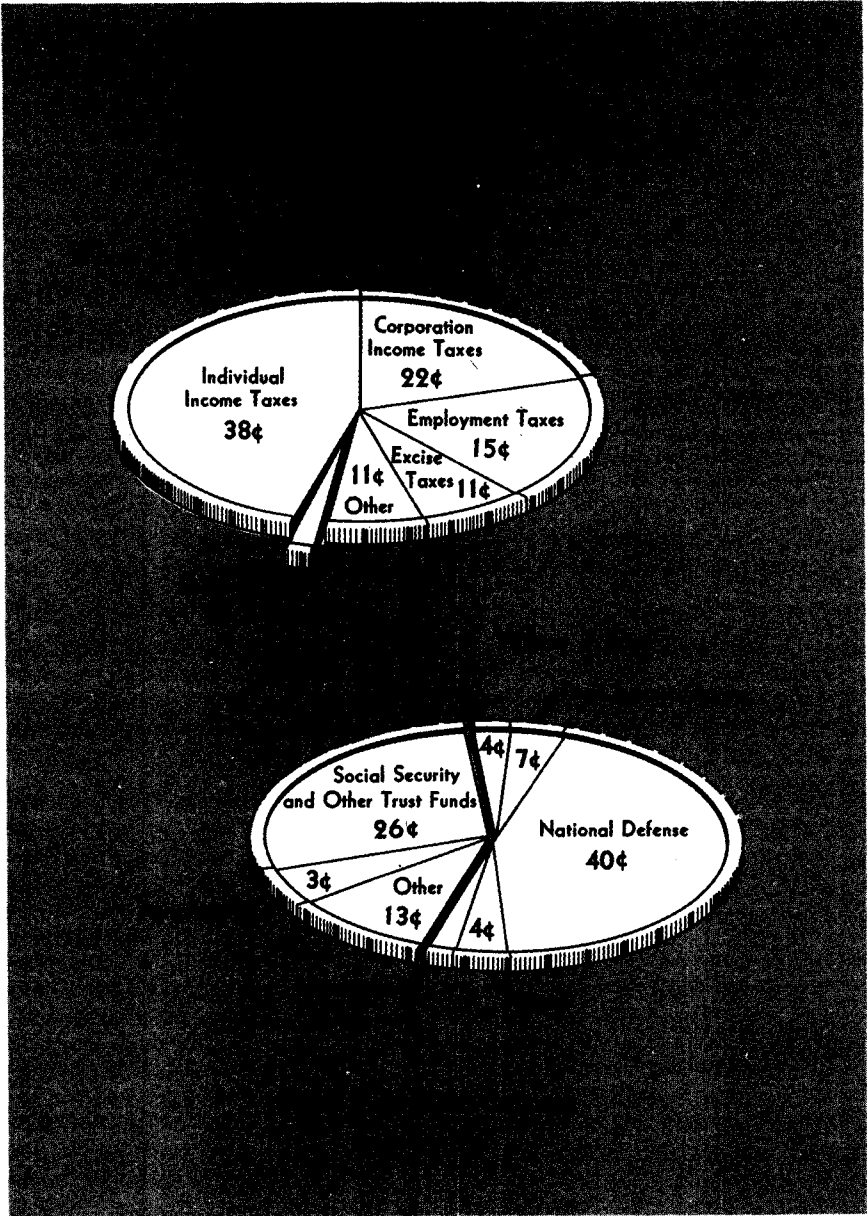 Corporation
Income Taxes
22¢
Individual
Income Taxes
38¢
Employment Taxes
15¢
Excise
Taxes 11¢
11¢
Other
4¢
7¢
Social Security
and Other Trust Funds
26¢
National Defense
40¢
3¢
Other
13¢
4¢